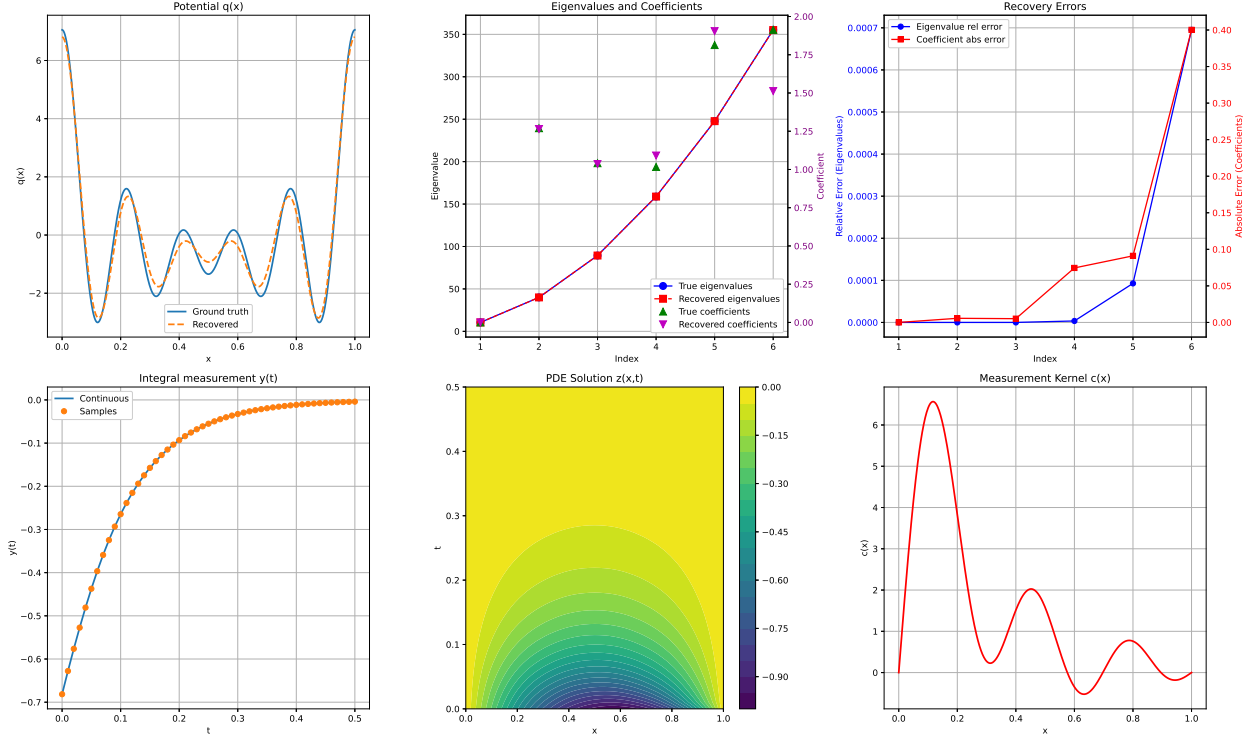 Potential q(x)
q(x)
6
4
2
0
−2
0.0 0.2 0.4 0.6 0.8 1.0
x
Ground truth
Recovered
Eigenvalues and Coefficients
Eigenvalue
350
300
250
200
150
100
50
0
1 2 3 4 5 6
Index
2.00
1.75
1.50
1.25
1.00
0.75
0.50
0.25
0.00
Coefficient
True eigenvalues
Recovered eigenvalues
True coefficients
Recovered coefficients
Recovery Errors
Relative Error (Eigenvalues)
0.0007
0.0006
0.0005
0.0004
0.0003
0.0002
0.0001
0.0000
1 2 3 4 5 6
Index
0.40
0.35
0.30
0.25
0.20
0.15
0.10
0.05
0.00
Absolute Error (Coefficients)
Eigenvalue rel error
Coefficient abs error
Integral measurement y(t)
y(t)
0.0
−0.1
−0.2
−0.3
−0.4
−0.5
−0.6
−0.7
0.0 0.1 0.2 0.3 0.4 0.5
t
Continuous
Samples
PDE Solution z(x,t)
t
0.5
0.4
0.3
0.2
0.1
0.0
0.0 0.2 0.4 0.6 0.8 1.0
x
0.00
−0.15
−0.30
−0.45
−0.60
−0.75
−0.90
Measurement Kernel c(x)
c(x)
6
5
4
3
2
1
0
0.0 0.2 0.4 0.6 0.8 1.0
x